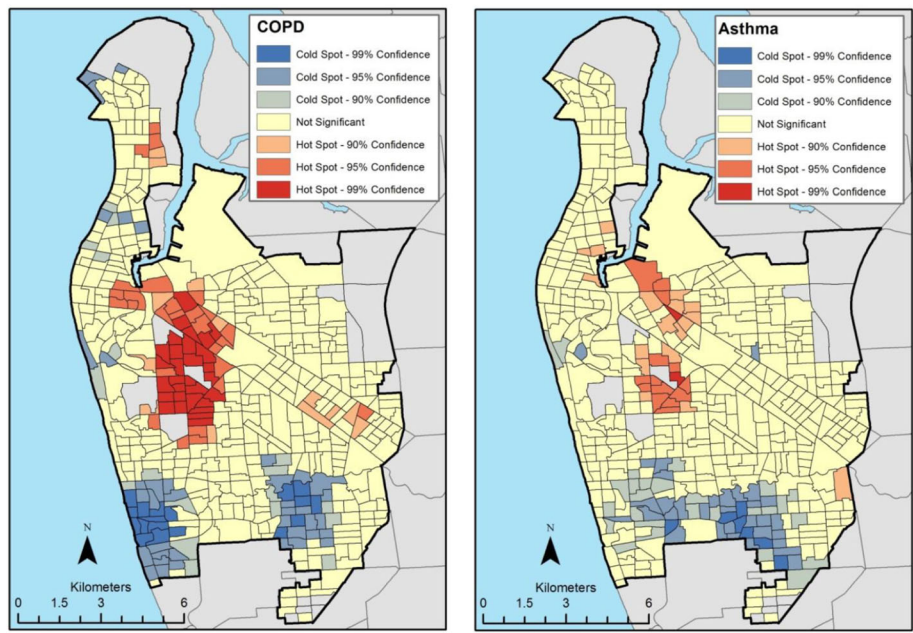 COPD
Cold Spot - 99% Confidence
Cold Spot - 95% Confidence
Cold Spot - 90% Confidence
Not Significant
Hot Spot - 90% Confidence
Hot Spot - 95% Confidence
Hot Spot - 99% Confidence
N
Kilometers
0 1.5 3 6
Asthma
Cold Spot - 99% Confidence
Cold Spot - 95% Confidence
Cold Spot - 90% Confidence
Not Significant
Hot Spot - 90% Confidence
Hot Spot - 95% Confidence
Hot Spot - 99% Confidence
N
Kilometers
0 1.5 3 6